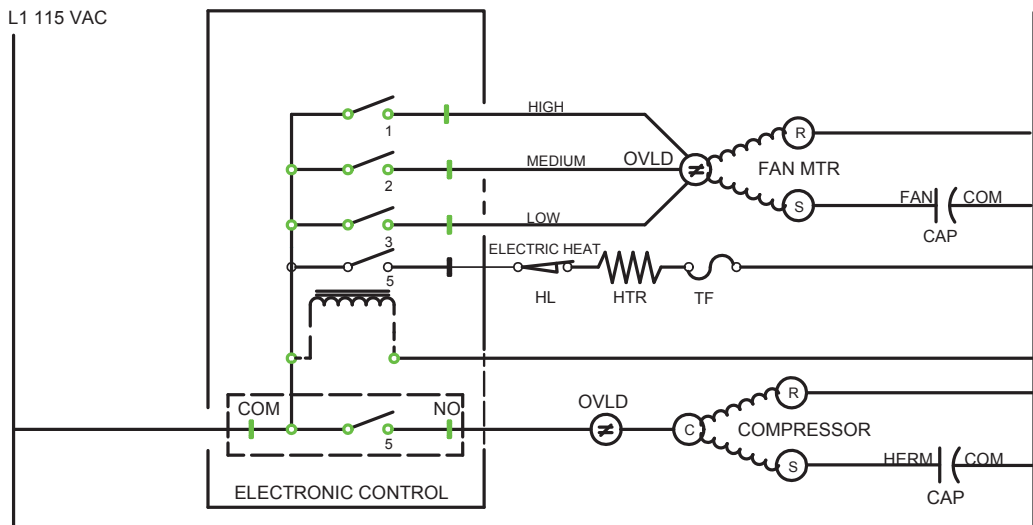 L1 115 VAC
HIGH
1
MEDIUM
OVLD
FAN MTR
R
2
LOW
S
FAN
COM
CAP
3
ELECTRIC HEAT
5
HL
HTR
TF
COM
NO
5
OVLD
C
COMPRESSOR
R
S
HERM
COM
CAP
ELECTRONIC CONTROL